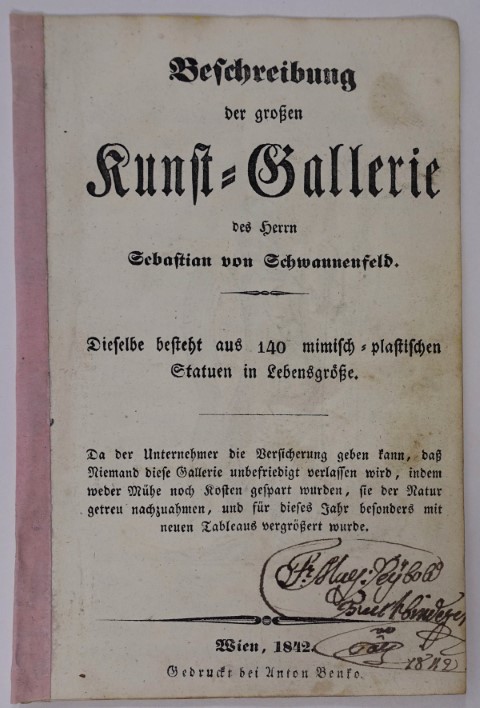 Beschreibung
der großen
Kunst=Gallerie
des Herrn
Sebastian von Schwannenfeld.
Dieselbe besteht aus 140 mimisch=plastischen
Statuen in Lebensgröße.
Da der Unternehmer die Versicherung geben kann, daß
Niemand diese Gallerie unbefriedigt verlassen wird, indem
weder Mühe noch Kosten gespart wurden, sie der Natur
getreu nachzuahmen, und für dieses Jahr besonders mit
neuen Tableaus vergrößert wurde.
Buchbinder
Wien, 1842.
1842
Gedruckt bei Anton Benko.